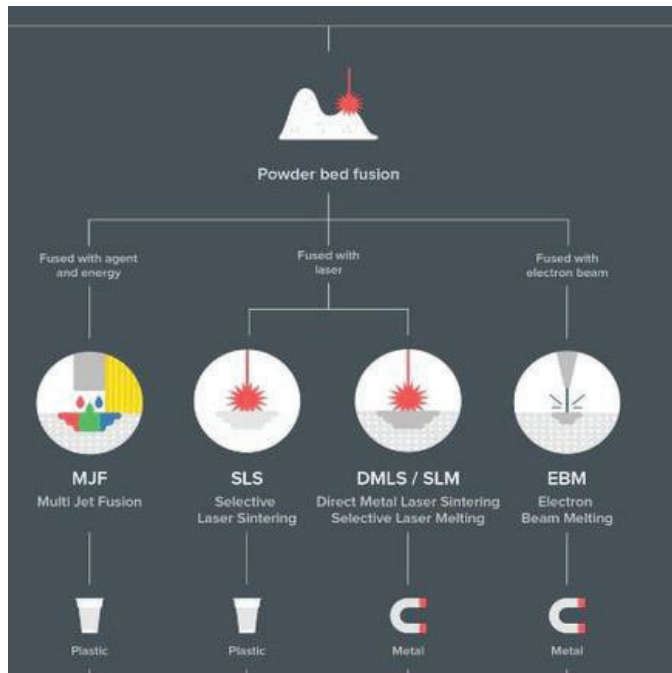 Powder bed fusion
Fused with agent
and energy
Fused with
laser
Fused with
electron beam
MJF
Multi Jet Fusion
SLS
Selective
Laser Sintering
DMLS / SLM
Direct Metal Laser Sintering
Selective Laser Melting
EBM
Electron
Beam Melting
Plastic
Plastic
Metal
Metal